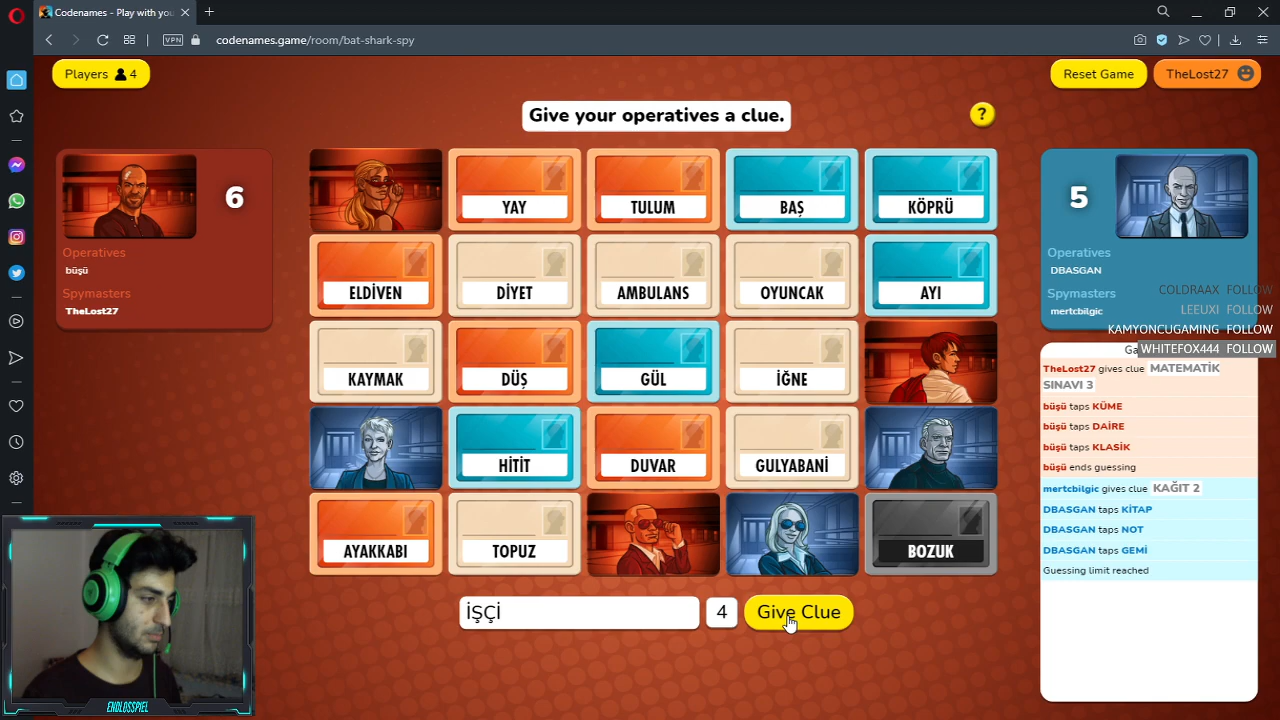 Codenames - Play with you
VPN
codenames.game/room/bat-shark-spy
Players 4
Reset Game
TheLost27
Give your operatives a clue.
?
6
Operatives
büşü
Spymasters
TheLost27
YAY
TULUM
BAŞ
KÖPRÜ
ELDİVEN
DİYET
AMBULANS
OYUNCAK
AYI
KAYMAK
DÜŞ
GÜL
İĞNE
HİTİT
DUVAR
GULYABANİ
AYAKKABI
TOPUZ
BOZUK
İŞÇİ
4
Give Clue
5
Operatives
DBASGAN
Spymasters
mertcbilgic
COLDRAAX FOLLOW
LEEUXI FOLLOW
KAMYONCUGAMING FOLLOW
WHITEFOX444 FOLLOW
TheLost27 gives clue MATEMATİK
SINAVI 3
büşü taps KÜME
büşü taps DAİRE
büşü taps KLASİK
büşü ends guessing
mertcbilgic gives clue KAĞIT 2
DBASGAN taps KİTAP
DBASGAN taps NOT
DBASGAN taps GEMİ
Guessing limit reached
ENDLOSSPIEL